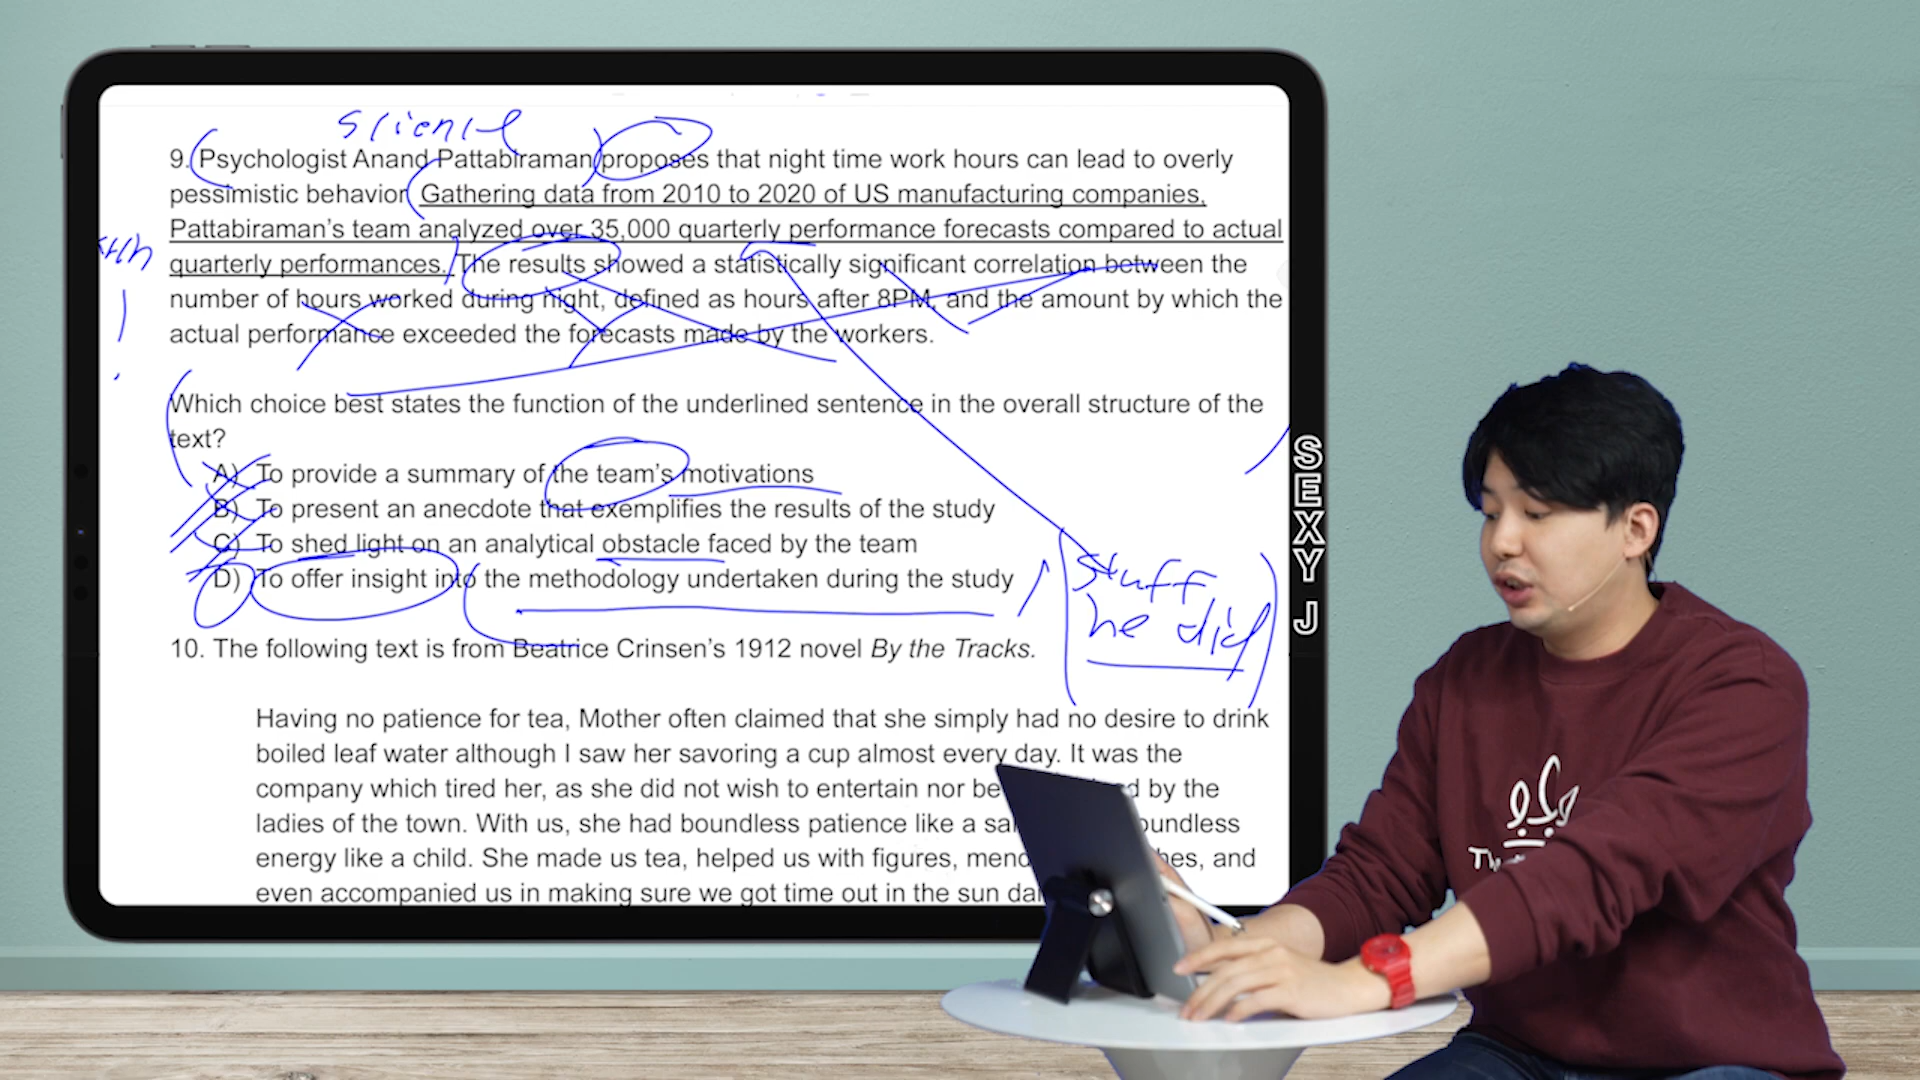 science
9. Psychologist Anand Pattabiraman proposes that night time work hours can lead to overly
pessimistic behavior. Gathering data from 2010 to 2020 of US manufacturing companies,
Pattabiraman's team analyzed over 35,000 quarterly performance forecasts compared to actual
quarterly performances. The results showed a statistically significant correlation between the
number of hours worked during night, defined as hours after 8PM, and the amount by which the
actual performance exceeded the forecasts made by the workers.
Which choice best states the function of the underlined sentence in the overall structure of the
text?
A) To provide a summary of the team's motivations
B) To present an anecdote that exemplifies the results of the study
C) To shed light on an analytical obstacle faced by the team
D) To offer insight into the methodology undertaken during the study
stuff
he did
10. The following text is from Beatrice Crinsen's 1912 novel By the Tracks.
Having no patience for tea, Mother often claimed that she simply had no desire to drink
boiled leaf water although I saw her savoring a cup almost every day. It was the
company which tired her, as she did not wish to entertain nor be by the
ladies of the town. With us, she had boundless patience like a
energy like a child. She made us tea, helped us with figures, and
even accompanied us in making sure we got time out in the sun
SEXY J